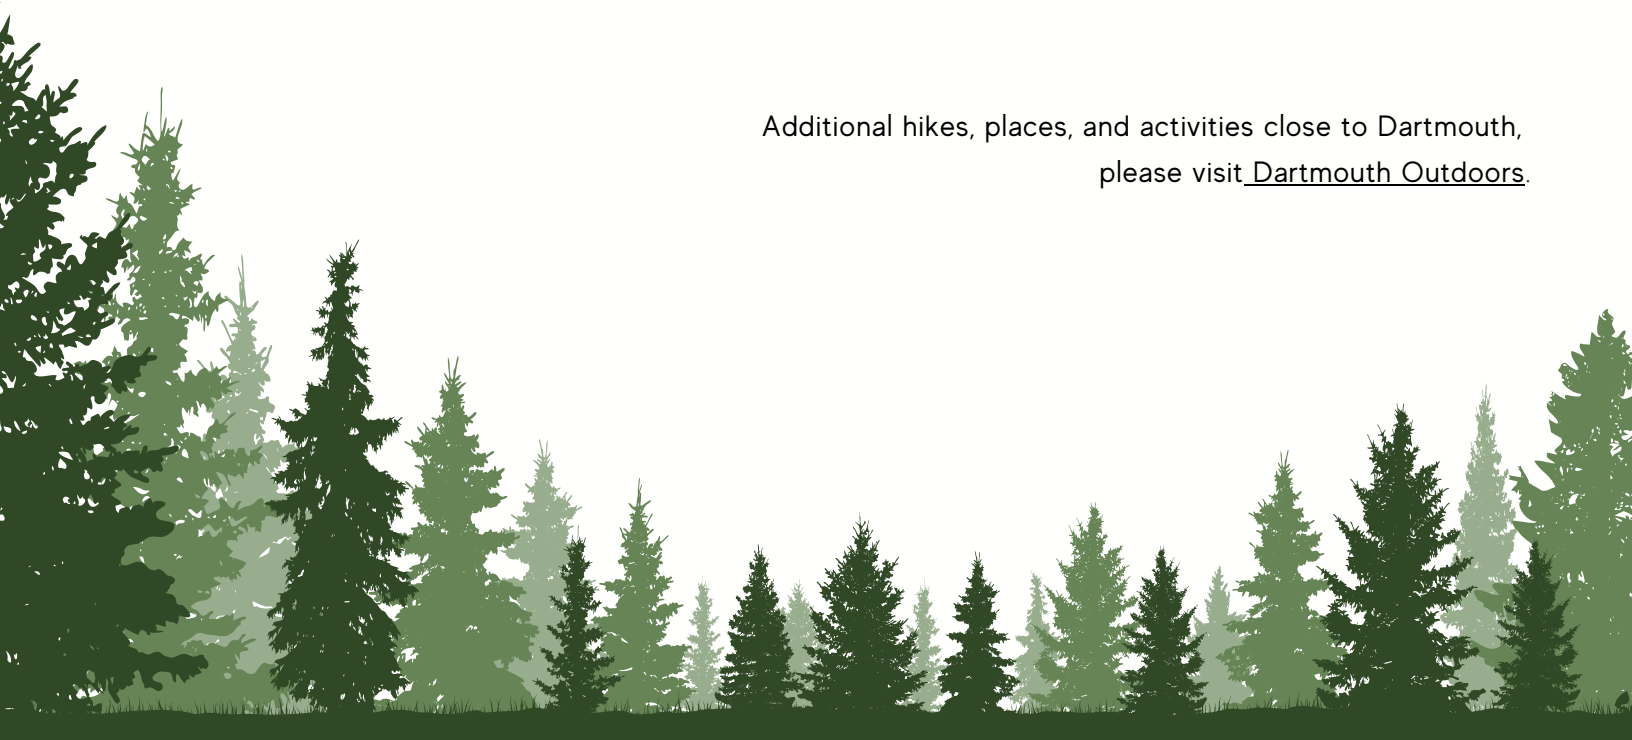 Additional hikes, places, and activities close to Dartmouth,
please visit Dartmouth Outdoors.